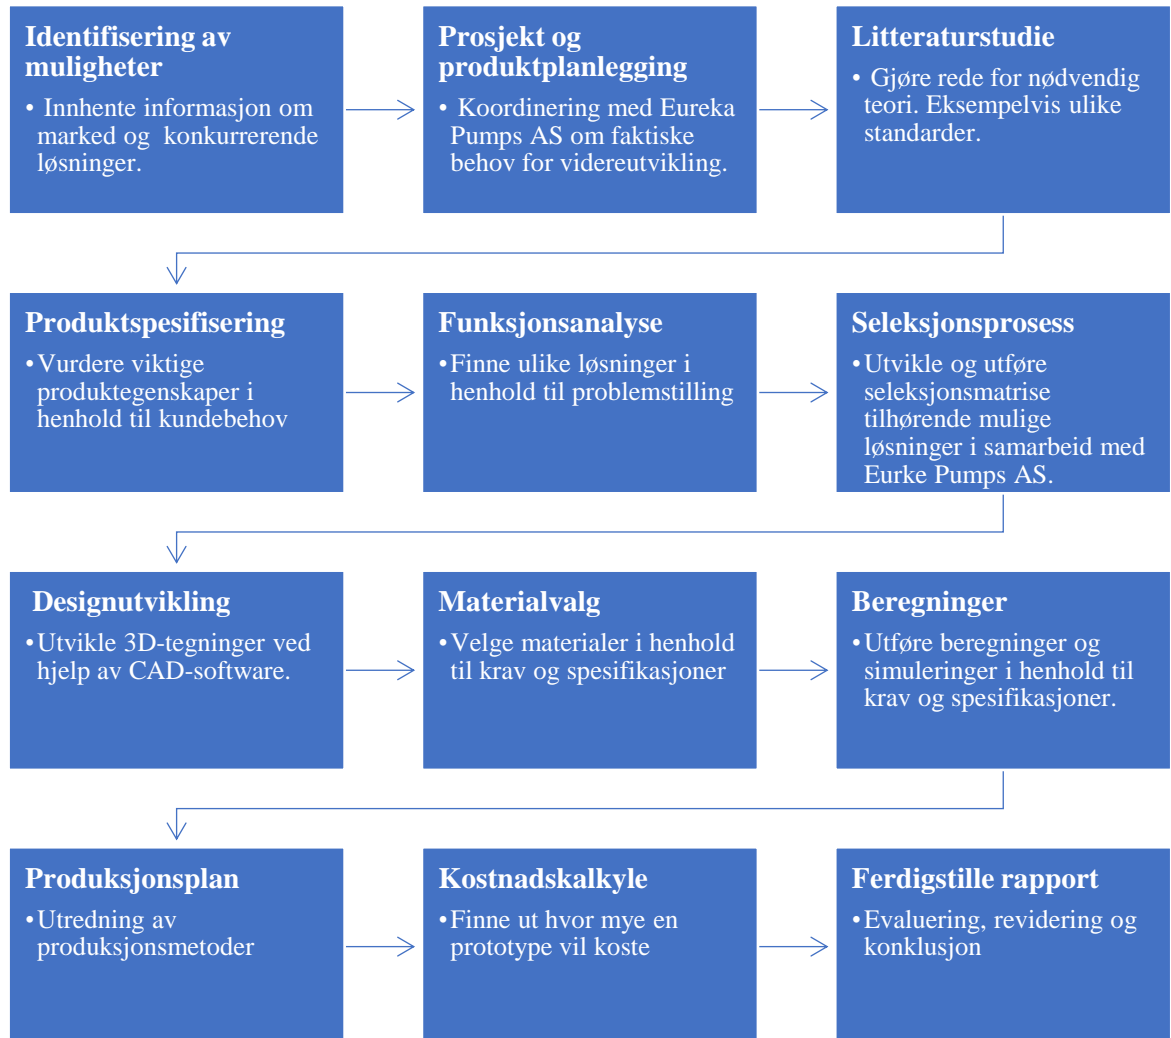 Identifisering av
muligheter
• Innhente informasjon om
marked og konkurrerende
løsninger.
Prosjekt og
produktplanlegging
• Koordinering med Eureka
Pumps AS om faktiske
behov for videreutvikling.
Litteraturstudie
• Gjøre rede for nødvendig
teori. Eksempelvis ulike
standarder.
Produktspesifisering
• Vurdere viktige
produktegenskaper i
henhold til kundebehov
Funksjonsanalyse
• Finne ulike løsninger i
henhold til problemstilling
Seleksjonsprosess
• Utvikle og utføre
seleksjonsmatrise
tilhørende mulige
løsninger i samarbeid med
Eurke Pumps AS.
Designutvikling
• Utvikle 3D-tegninger ved
hjelp av CAD-software.
Materialvalg
• Velge materialer i henhold
til krav og spesifikasjoner
Beregninger
• Utføre beregninger og
simuleringer i henhold til
krav og spesifikasjoner.
Produksjonsplan
• Utredning av
produksjonsmetoder
Kostnadskalkyle
• Finne ut hvor mye en
prototype vil koste
Ferdigstille rapport
• Evaluering, revidering og
konklusjon